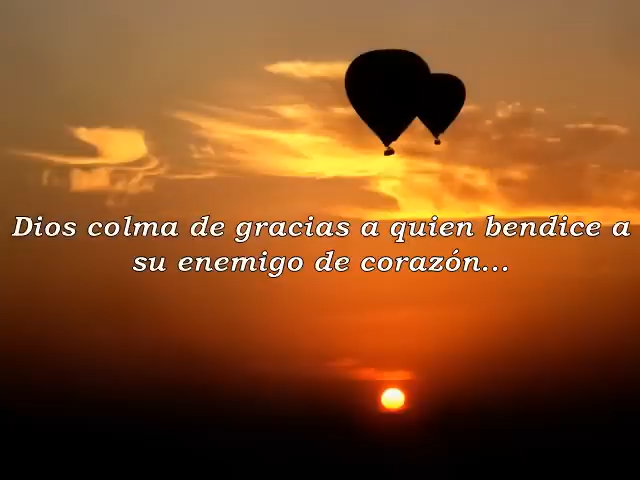 Dios colma de gracias a quien bendice a
su enemigo de corazón...